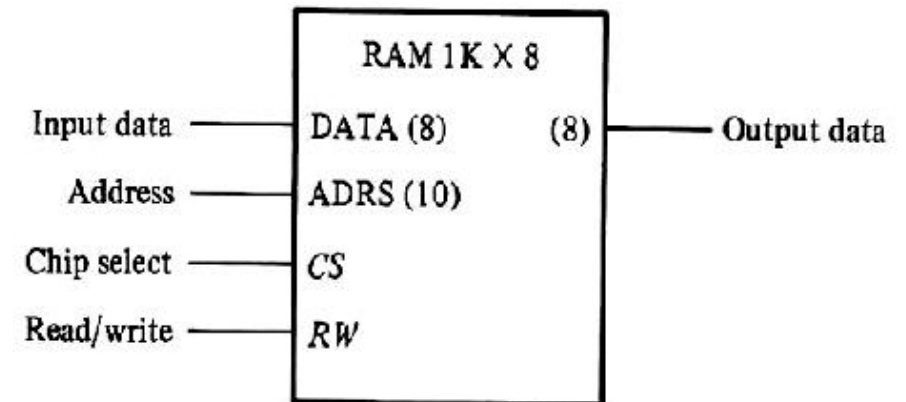 RAM 1K X 8
Input data DATA (8) (8) Output data
Address ADRS (10)
Chip select CS
Read/write RW